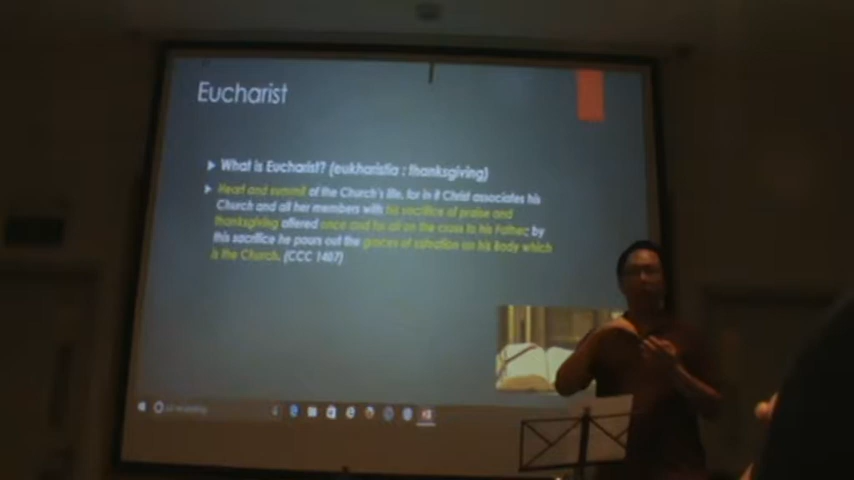 Eucharist
What is Eucharist? (eukharistia : thanksgiving)
Heart and summit of the Church's life, for in it Christ associates his
Church and all her members with his sacrifice of praise and
thanksgiving offered once and for all on the cross to his Father; by
this sacrifice he pours out the graces of salvation on his Body which
is the Church. (CCC 1407)